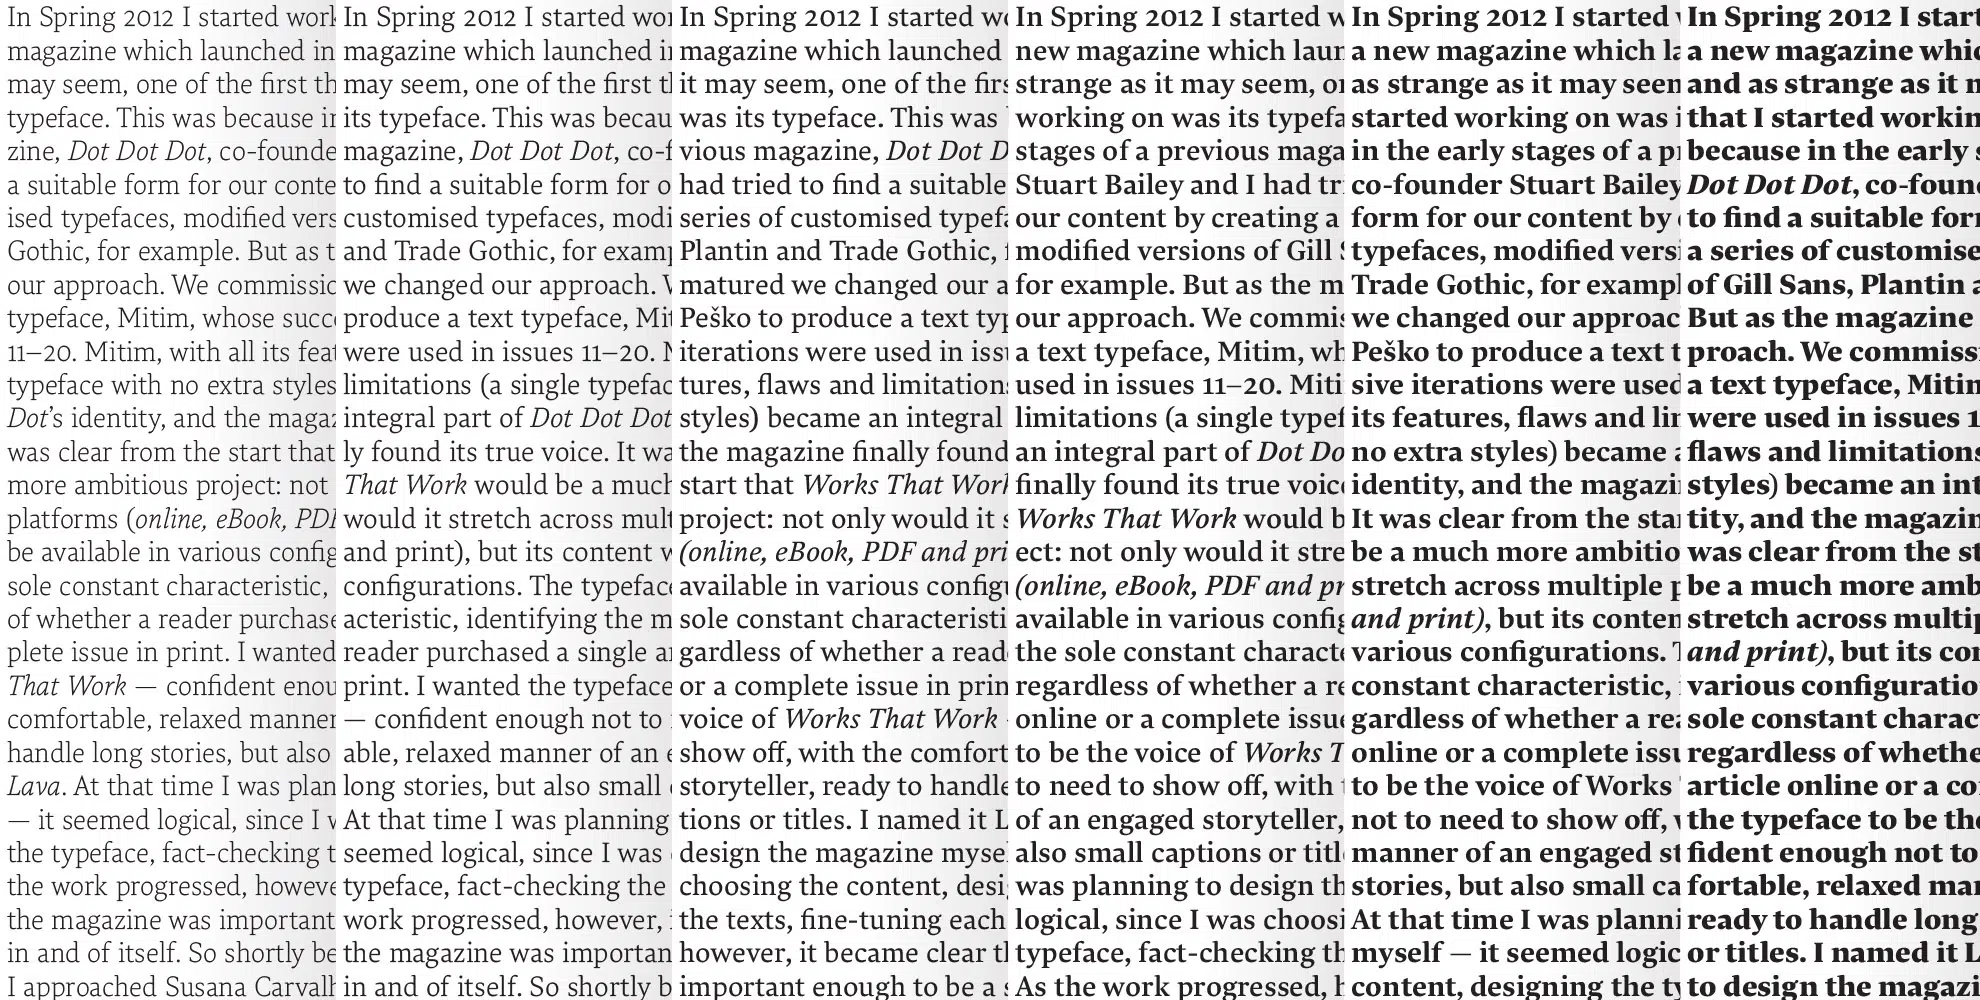 In Spring 2012 I started work
magazine which launched in
may seem, one of the first th
typeface. This was because in
zine, Dot Dot Dot, co-founde
a suitable form for our conte
ised typefaces, modified vers
Gothic, for example. But as t
our approach. We commissio
typeface, Mitim, whose succe
11–20. Mitim, with all its feat
typeface with no extra styles
Dot’s identity, and the magaz
was clear from the start that
more ambitious project: not
platforms (online, eBook, PDF
be available in various config
sole constant characteristic,
of whether a reader purchase
plete issue in print. I wanted
That Work — confident enou
comfortable, relaxed manner
handle long stories, but also
Lava. At that time I was plan
— it seemed logical, since I w
the typeface, fact-checking t
the work progressed, howeve
the magazine was important
in and of itself. So shortly be
I approached Susana Carvalh
In Spring 2012 I started wor
magazine which launched in
may seem, one of the first th
its typeface. This was becau
magazine, Dot Dot Dot, co-f
to find a suitable form for o
customised typefaces, modi
and Trade Gothic, for examp
we changed our approach. W
produce a text typeface, Mit
were used in issues 11–20. M
limitations (a single typefac
integral part of Dot Dot Dot
ly found its true voice. It wa
That Work would be a much
would it stretch across mult
and print), but its content w
configurations. The typeface
acteristic, identifying the m
reader purchased a single ar
print. I wanted the typeface
— confident enough not to
able, relaxed manner of an e
long stories, but also small
At that time I was planning
seemed logical, since I was
typeface, fact-checking the
work progressed, however,
the magazine was importan
in and of itself. So shortly b
In Spring 2012 I started wo
magazine which launched
it may seem, one of the firs
was its typeface. This was
vious magazine, Dot Dot D
had tried to find a suitable
series of customised typefa
Plantin and Trade Gothic,
matured we changed our a
Peško to produce a text typ
iterations were used in issu
tures, flaws and limitations
styles) became an integral
the magazine finally found
start that Works That Work
project: not only would it s
(online, eBook, PDF and pri
available in various configu
sole constant characteristi
gardless of whether a read
or a complete issue in prin
voice of Works That Work
show off, with the comfort
storyteller, ready to handle
tions or titles. I named it L
design the magazine myse
choosing the content, desi
the texts, fine-tuning each
however, it became clear th
important enough to be a s
In Spring 2012 I started w
new magazine which laun
strange as it may seem, on
working on was its typefa
stages of a previous maga
Stuart Bailey and I had tr
our content by creating a
modified versions of Gill S
for example. But as the m
our approach. We commis
a text typeface, Mitim, wh
used in issues 11–20. Miti
limitations (a single typef
an integral part of Dot Do
finally found its true voice
Works That Work would b
ect: not only would it stre
(online, eBook, PDF and pr
available in various config
the sole constant characte
regardless of whether a re
online or a complete issue
to be the voice of Works T
to need to show off, with
of an engaged storyteller,
also small captions or titl
was planning to design th
logical, since I was choosi
typeface, fact-checking th
As the work progressed, h
In Spring 2012 I started
a new magazine which la
as strange as it may seem
started working on was i
in the early stages of a pr
co-founder Stuart Bailey
form for our content by
typefaces, modified versi
Trade Gothic, for exampl
we changed our approac
Peško to produce a text t
sive iterations were used
its features, flaws and lim
no extra styles) became a
identity, and the magazi
It was clear from the star
be a much more ambitio
stretch across multiple p
and print), but its conten
various configurations. T
constant characteristic,
gardless of whether a rea
online or a complete issu
to be the voice of Works
not to need to show off, w
manner of an engaged st
stories, but also small ca
At that time I was planni
myself — it seemed logic
content, designing the ty
In Spring 2012 I start
a new magazine whic
and as strange as it m
that I started workin
because in the early s
Dot Dot Dot, co-found
to find a suitable for
a series of customise
of Gill Sans, Plantin a
But as the magazine
proach. We commissi
a text typeface, Mitim
were used in issues 1
flaws and limitations
styles) became an int
tity, and the magazin
was clear from the st
be a much more amb
stretch across multip
and print), but its con
various configuratio
sole constant charac
regardless of whethe
article online or a co
the typeface to be the
fident enough not to
fortable, relaxed man
ready to handle long
or titles. I named it L
to design the magazi